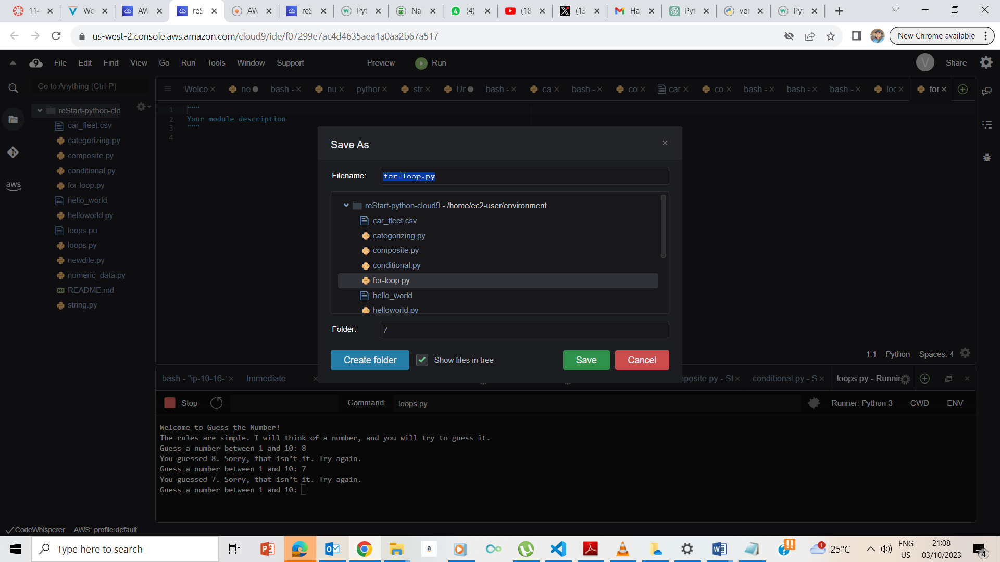 114
Wo
AW
reS
AW
reS
Pyt
Nai
(4)
(18
(13
Ha
Pyt
ver
Pyt
us-west-2.console.aws.amazon.com/cloud9/ide/f07299e7ac4d4635aea1a0aa2b67a517
New Chrome available
File Edit Find View Go Run Tools Window Support Preview Run
V Share
Go to Anything (Ctrl-P)
Welco
ne
bash -
nu
python
str
Ur
bash -
ca
bash -
co
car
co
bash -
bash -
bash -
loc
for
reStart-python-clo
car_fleet.csv
categorizing.py
composite.py
conditional.py
for-loop.py
hello_world
helloworld.py
loops.pu
loops.py
newdile.py
numeric_data.py
README.md
string.py
aws
1 """
2 Your module description
3 """
4
Save As
Filename: for-loop.py
reStart-python-cloud9 - /home/ec2-user/environment
car_fleet.csv
categorizing.py
composite.py
conditional.py
for-loop.py
hello_world
helloworld.py
Folder: /
Create folder Show files in tree Save Cancel
1:1 Python Spaces: 4
bash - "ip-10-16-
Immediate
posite.py - St
conditional.py - S
loops.py - Runnin
Stop Command: loops.py Runner: Python 3 CWD ENV
Welcome to Guess the Number!
The rules are simple. I will think of a number, and you will try to guess it.
Guess a number between 1 and 10: 8
You guessed 8. Sorry, that isn’t it. Try again.
Guess a number between 1 and 10: 7
You guessed 7. Sorry, that isn’t it. Try again.
Guess a number between 1 and 10:
CodeWhisperer AWS: profile:default
Type here to search
25°C
ENG
US
21:08
03/10/2023
4